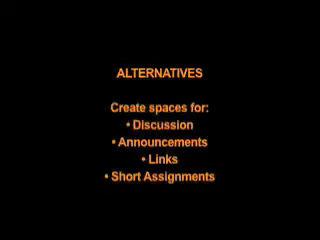 ALTERNATIVES
Create spaces for:
• Discussion
• Announcements
• Links
• Short Assignments